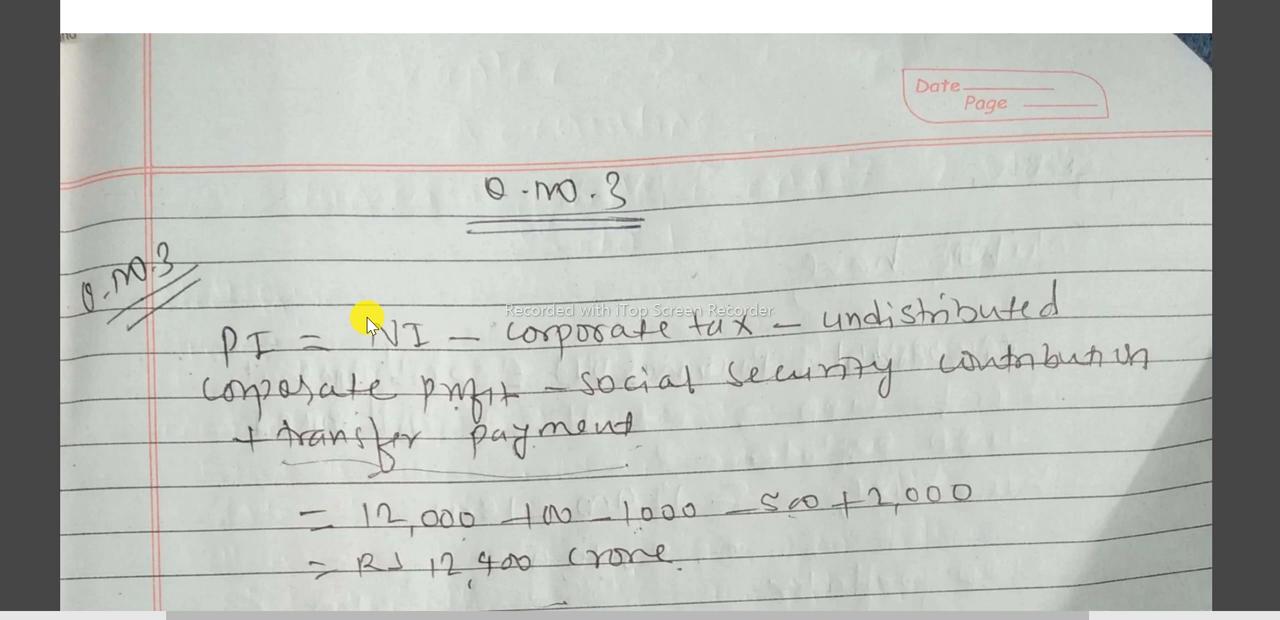 Date
Page
Q.NO.3
Q.NO.3
Recorded with iTop Screen Recorder
PI = NI - corporate tax - undistributed
corporate profit - social security contribution
+ transfer payment
= 12,000 - 100 - 1000 - 500 + 2,000
= RS 12,400 crore.